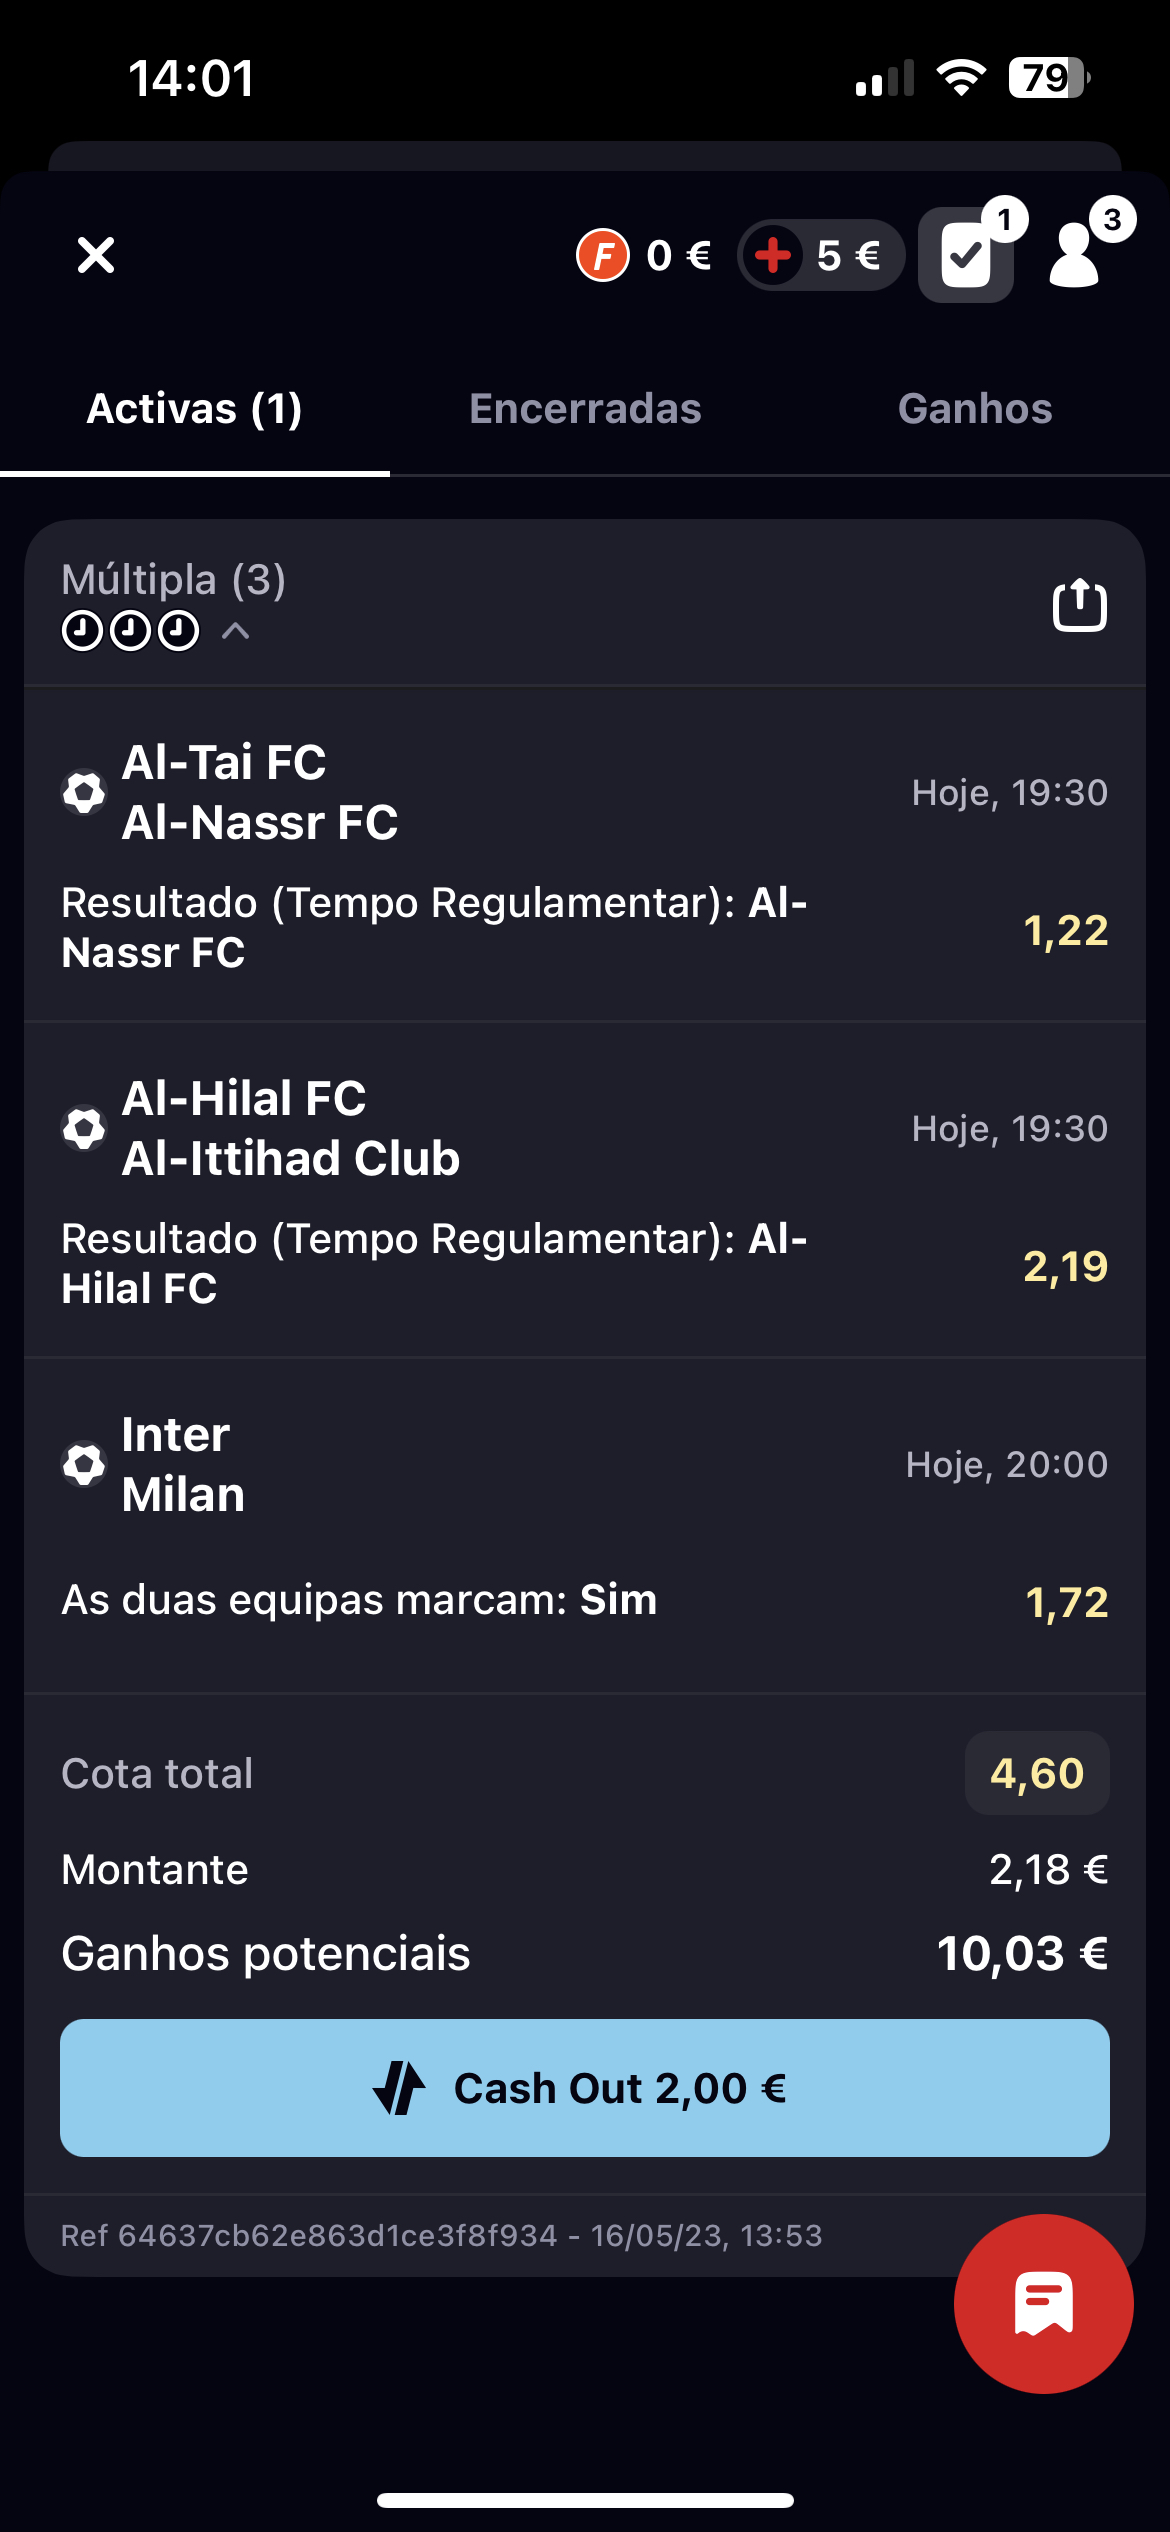 14:01
79
F 0 €
5 €
1
3
Activas (1)
Encerradas
Ganhos
Múltipla (3)
Al-Tai FC
Al-Nassr FC
Hoje, 19:30
Resultado (Tempo Regulamentar): Al-
Nassr FC
1,22
Al-Hilal FC
Al-Ittihad Club
Hoje, 19:30
Resultado (Tempo Regulamentar): Al-
Hilal FC
2,19
Inter
Milan
Hoje, 20:00
As duas equipas marcam: Sim
1,72
Cota total
4,60
Montante
2,18 €
Ganhos potenciais
10,03 €
Cash Out 2,00 €
Ref 64637cb62e863d1ce3f8f934 - 16/05/23, 13:53